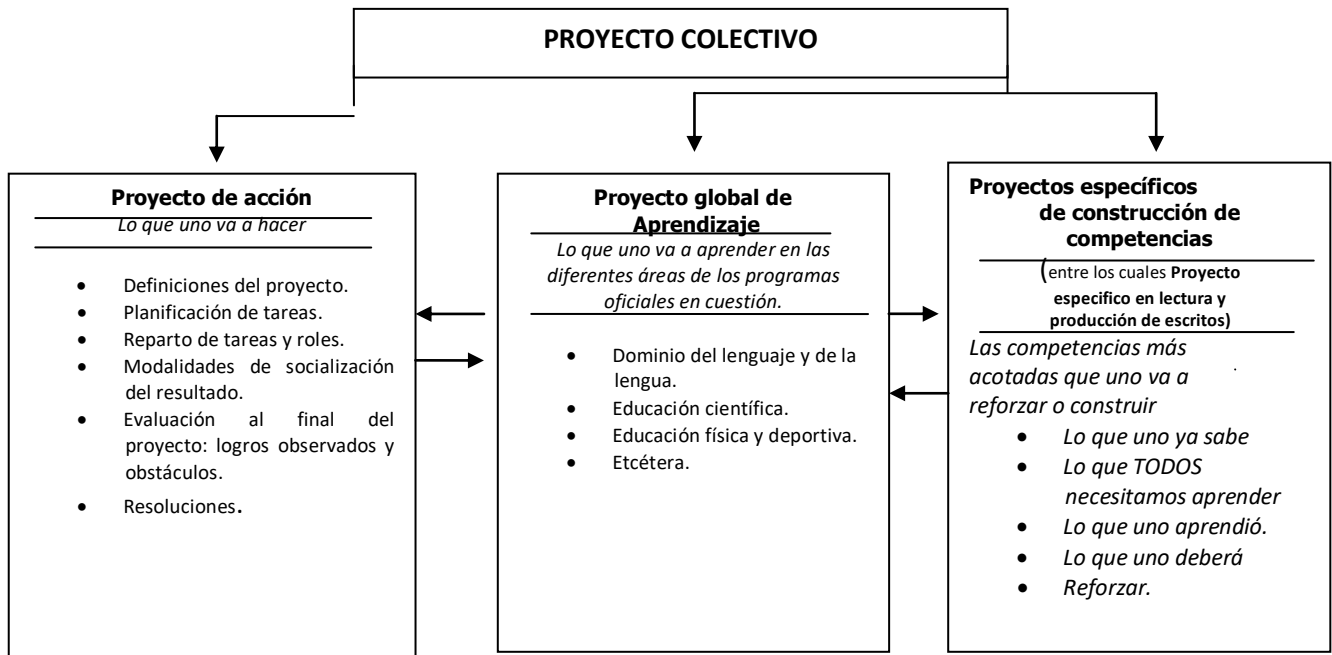 PROYECTO COLECTIVO
Proyecto de acción
Lo que uno va a hacer
• Definiciones del proyecto.
• Planificación de tareas.
• Reparto de tareas y roles.
• Modalidades de socialización
del resultado.
• Evaluación al final del
proyecto: logros observados y
obstáculos.
• Resoluciones.
Proyecto global de
Aprendizaje
Lo que uno va a aprender en las
diferentes áreas de los programas
oficiales en cuestión.
• Dominio del lenguaje y de la
lengua.
• Educación científica.
• Educación física y deportiva.
• Etcétera.
Proyectos específicos
de construcción de
competencias
(entre los cuales Proyecto
especifico en lectura y
producción de escritos)
Las competencias más
acotadas que uno va a .
reforzar o construir
• Lo que uno ya sabe
• Lo que TODOS
necesitamos aprender
• Lo que uno aprendió.
• Lo que uno deberá
• Reforzar.